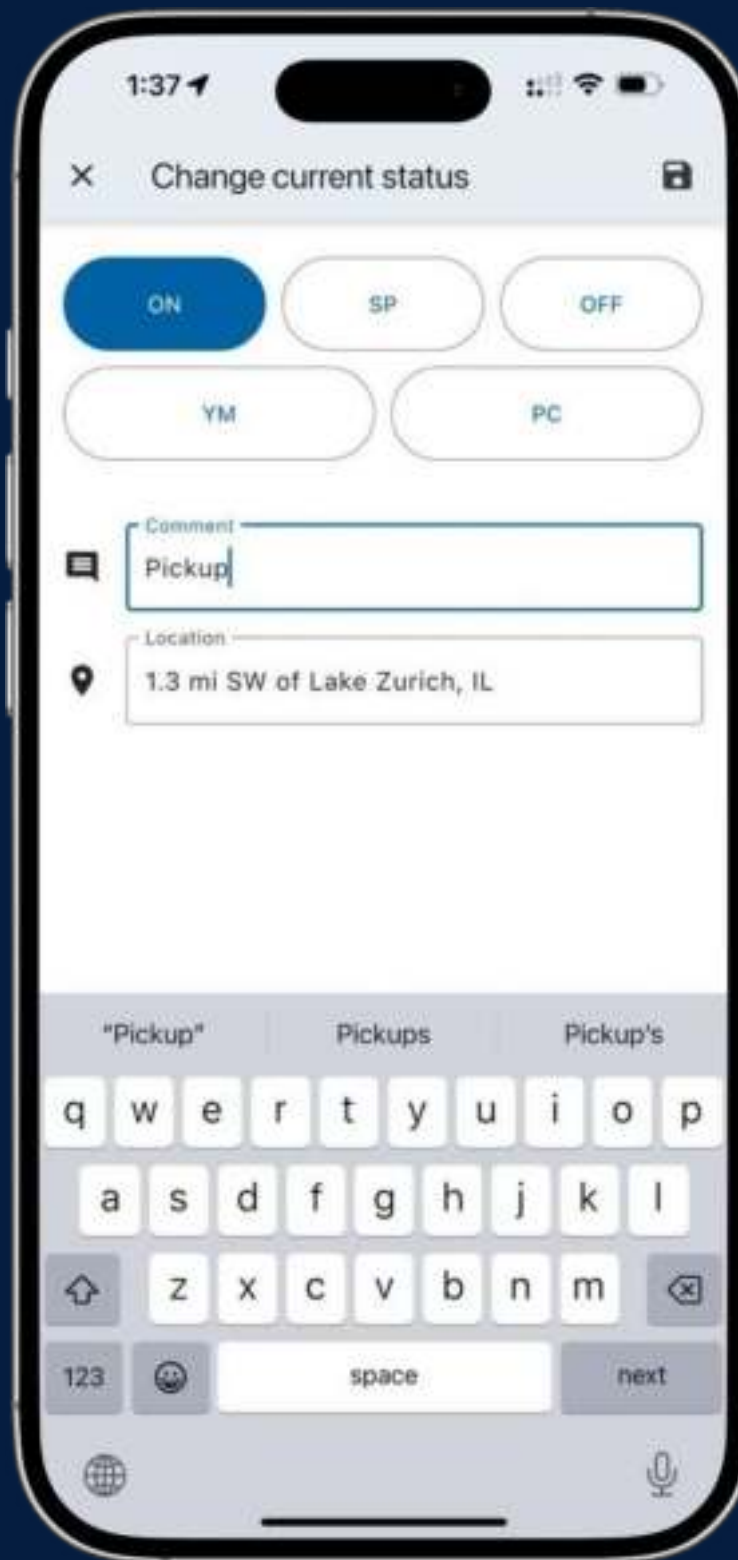 1:37
Change current status
ON SP OFF
YM PC
Comment
Pickup
Location
1.3 mi SW of Lake Zurich, IL
"Pickup" Pickups Pickup's
q w e r t y u i o p
a s d f g h j k l
z x c v b n m
123 space next